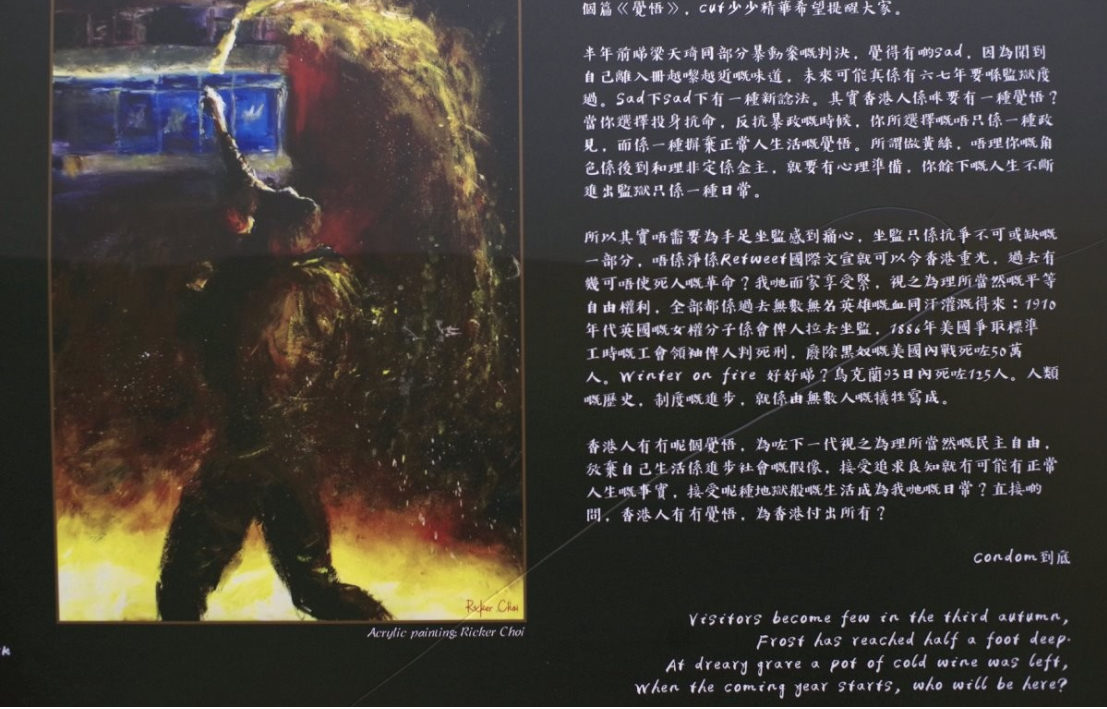 個篇《覺悟》，cut少少精華希望提醒大家。
半年前睇梁天琦同部分暴動案嘅判決，覺得有啲sad，因為聞到
自己離入冊越嚟越近嘅味道，未來可能真係有六七年要喺監獄度
過。Sad下sad下有一種新諗法。其實香港人係咪要有一種覺悟？
當你選擇投身抗命，反抗暴政嘅時候，你所選擇嘅唔只係一種政
見，而係一種摒棄正常人生活嘅覺悟。所謂做黃絲，唔理你嘅角
色係後到和理非定係金主，就要有心理準備，你餘下嘅人生不斷
進出監獄只係一種日常。
所以其實唔需要為手足坐監感到痛心，坐監只係抗爭不可或缺嘅
一部分，唔係淨係Retweet國際文宣就可以令香港重光，過去有
幾可唔使死人嘅革命？我哋而家享受緊，視之為理所當然嘅平等
自由權利，全部都係過去無數無名英雄嘅血同汗灌溉得來：1910
年代英國嘅女權分子係會俾人拉去坐監，1886年美國爭取標準
工時嘅工會領袖俾人判死刑，廢除黑奴嘅美國內戰死咗50萬
人。Winter on fire 好好睇？烏克蘭93日內死咗125人。人類
嘅歷史，制度嘅進步，就係由無數人嘅犧牲寫成。
香港人有冇呢個覺悟，為咗下一代視之為理所當然嘅民主自由，
放棄自己生活係進步社會嘅假像，接受追求良知就有可能有正常
人生嘅事實，接受呢種地獄般嘅生活成為我哋嘅日常？直接啲
問，香港人有冇覺悟，為香港付出所有？
condom到底
Visitors become few in the third autumn,
Frost has reached half a foot deep.
At dreary grave a pot of cold wine was left,
When the coming year starts, who will be here?
Ricker Choi
Acrylic painting: Ricker Choi